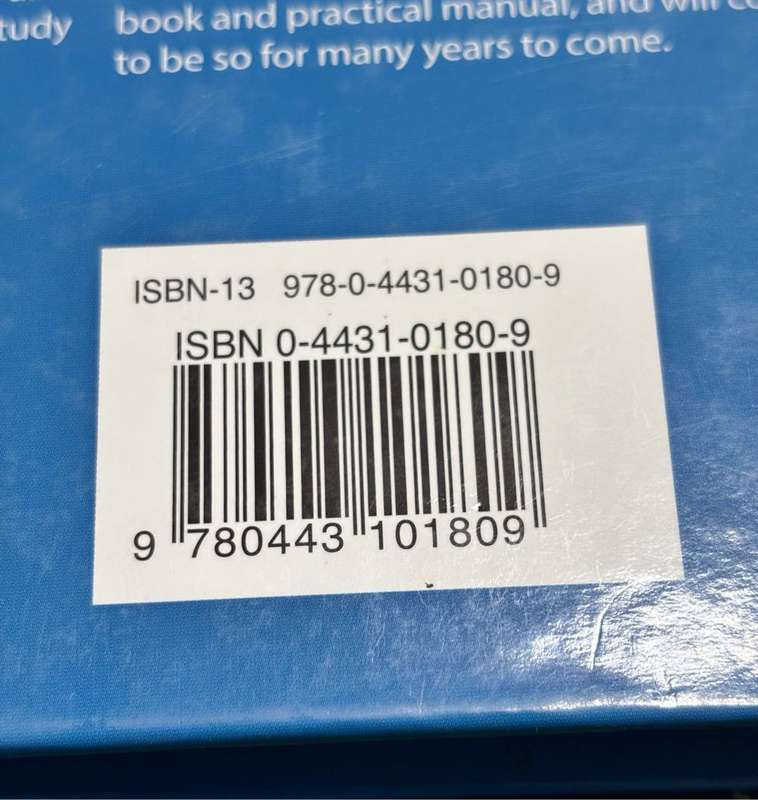 tudy
book and practical manual, and will
to be so for many years to come.
ISBN-13 978-0-4431-0180-9
ISBN 0-4431-0180-9
9 780443 101809